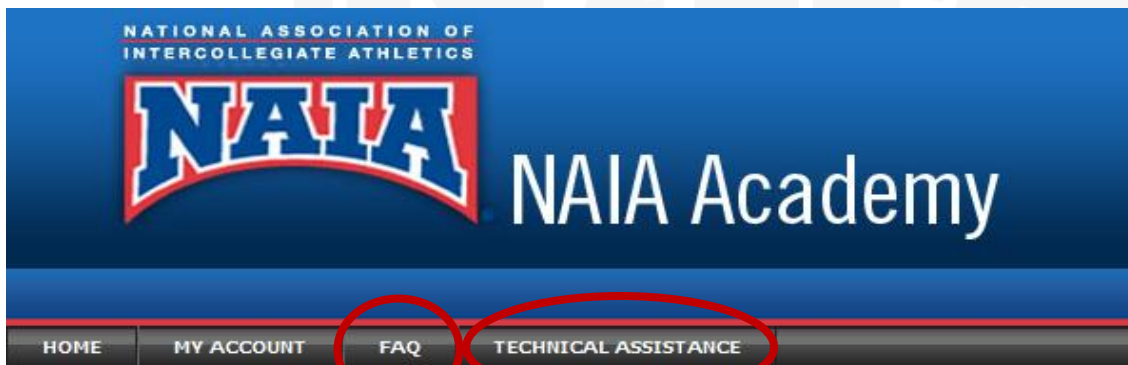 NATIONAL ASSOCIATION OF
INTERCOLLEGIATE ATHLETICS
NAIA
NAIA Academy
HOME MY ACCOUNT FAQ TECHNICAL ASSISTANCE